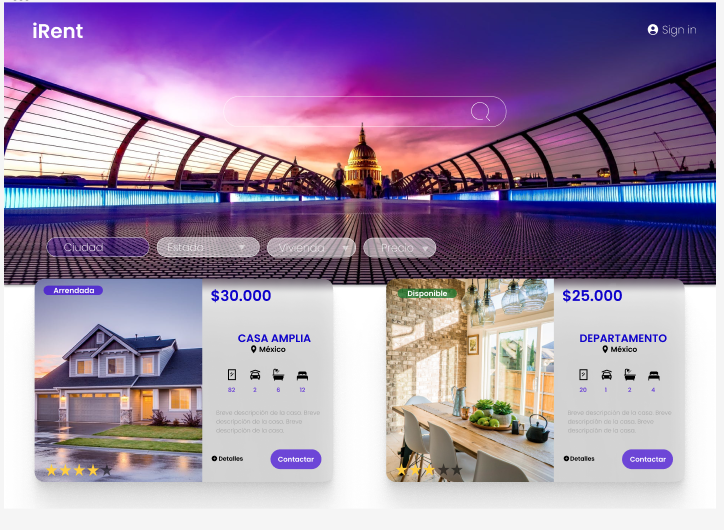 iRent
Sign in
Ciudad
Estado
Vivienda
Precio
Arrendada
$30.000
CASA AMPLIA
México
82 3 6 12
Breve descripción de la casa. Breve
descripción de la casa. Breve
descripción de la casa.
Detalles
Contactar
Disponible
$25.000
DEPARTAMENTO
México
20 1 2 4
Breve descripción de la casa. Breve
descripción de la casa. Breve
descripción de la casa.
Detalles
Contactar